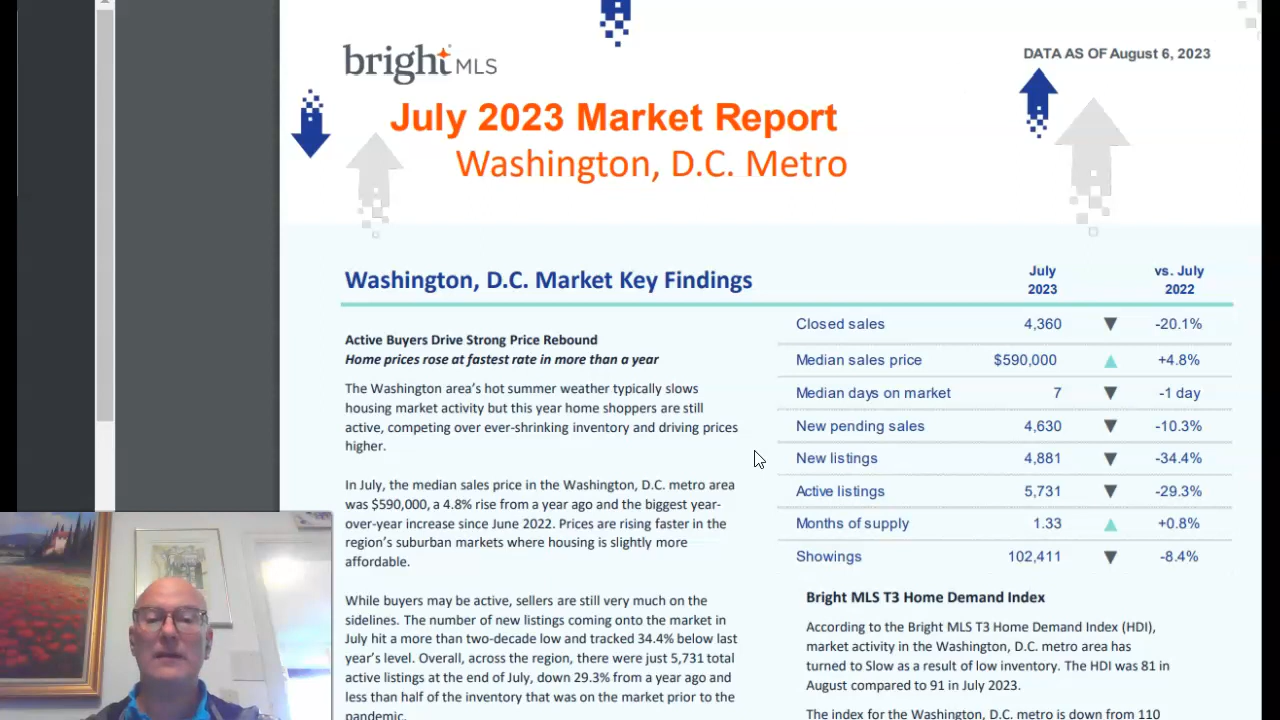 bright MLS
DATA AS OF August 6, 2023
July 2023 Market Report
Washington, D.C. Metro
Washington, D.C. Market Key Findings
July
2023
vs. July
2022
Active Buyers Drive Strong Price Rebound
Home prices rose at fastest rate in more than a year
The Washington area's hot summer weather typically slows
housing market activity but this year home shoppers are still
active, competing over ever-shrinking inventory and driving prices
higher.
In July, the median sales price in the Washington, D.C. metro area
was $590,000, a 4.8% rise from a year ago and the biggest year-
over-year increase since June 2022. Prices are rising faster in the
region's suburban markets where housing is slightly more
affordable.
While buyers may be active, sellers are still very much on the
sidelines. The number of new listings coming onto the market in
July hit a more than two-decade low and tracked 34.4% below last
year's level. Overall, across the region, there were just 5,731 total
active listings at the end of July, down 29.3% from a year ago and
less than half of the inventory that was on the market prior to the
pandemic.
Closed sales 4,360 ▼ -20.1%
Median sales price $590,000 ▲ +4.8%
Median days on market 7 ▼ -1 day
New pending sales 4,630 ▼ -10.3%
New listings 4,881 ▼ -34.4%
Active listings 5,731 ▼ -29.3%
Months of supply 1.33 ▲ +0.8%
Showings 102,411 ▼ -8.4%
Bright MLS T3 Home Demand Index
According to the Bright MLS T3 Home Demand Index (HDI),
market activity in the Washington, D.C. metro area has
turned to Slow as a result of low inventory. The HDI was 81 in
August compared to 91 in July 2023.
The index for the Washington, D.C. metro is down from 110